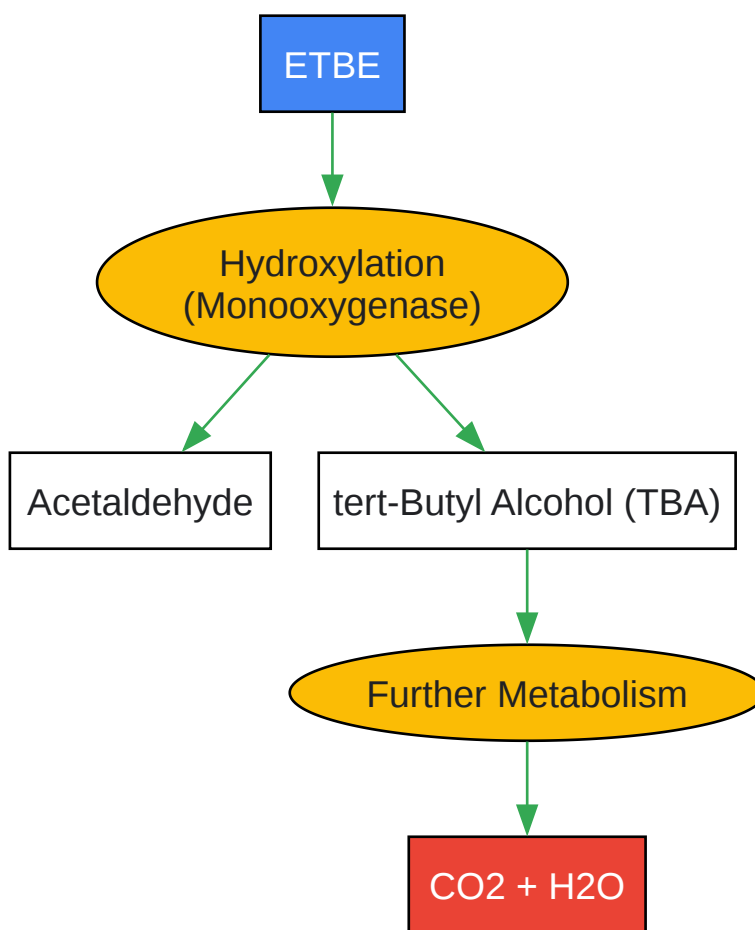 ETBE
Hydroxylation
(Monooxygenase)
Acetaldehyde
tert-Butyl Alcohol (TBA)
Further Metabolism
CO2 + H2O